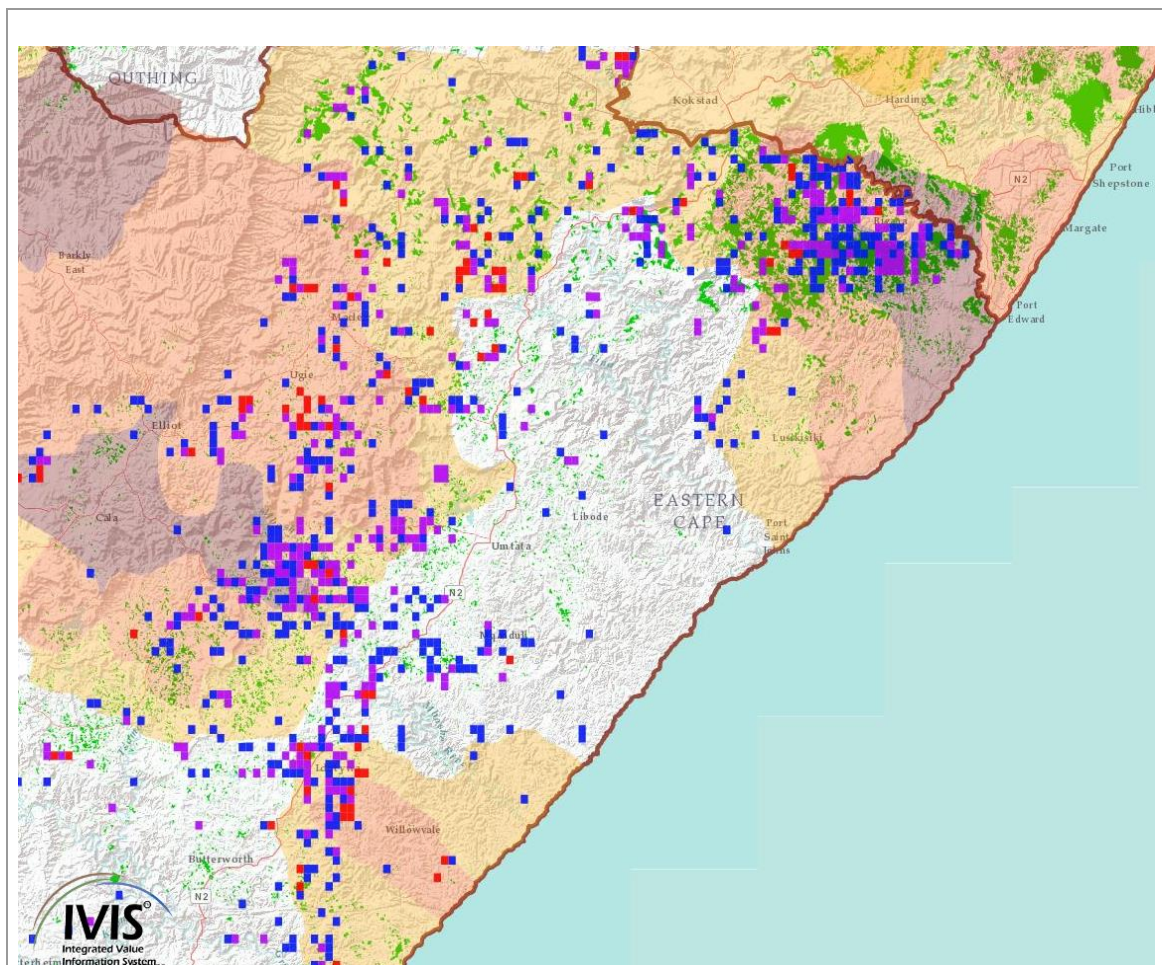 QUTHING
Kokstad
Harding
Port
Shepstone
N2
Margate
Barkly
East
Port
Edward
Ugie
Elliot
Lusikisiki
EASTERN
CAPE
Cala
Libode
Port
Saint
Johns
Umtata
N2
Willowvale
Butterworth
N2
IVIS
Integrated Value
Information System